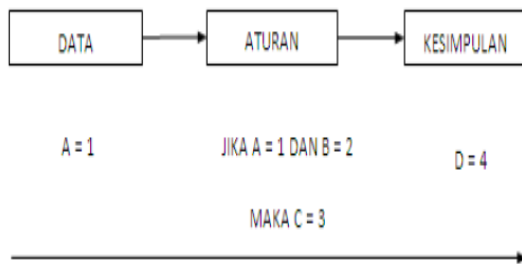 DATA
ATURAN
KESIMPULAN
A = 1
JIKA A = 1 DAN B = 2
D = 4
MAKA C = 3